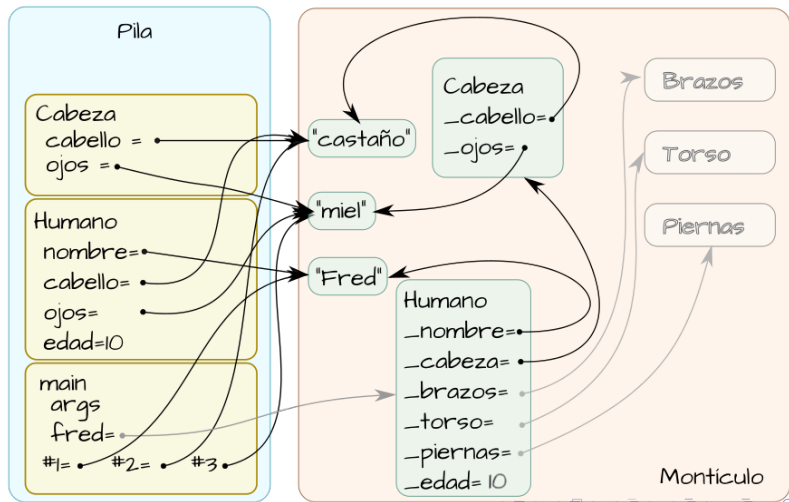 Pila
Cabeza
cabello =
ojos =
Humano
nombre=
cabello=
ojos=
edad=10
main
args
fred=
#1= #2= #3
"castaño"
"miel"
"Fred"
Cabeza
_cabello=
_ojos=
Humano
_nombre=
_cabeza=
_brazos=
_torso=
_piernas=
_edad= 10
Brazos
Torso
Piernas
Montículo